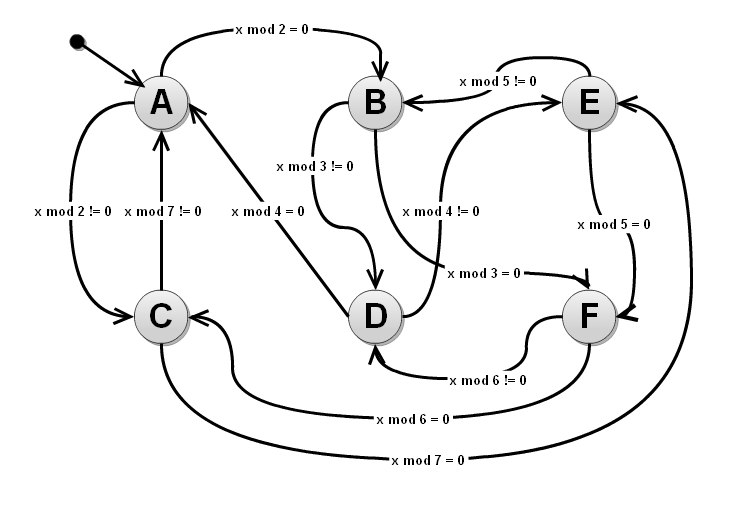 x mod 2 = 0
x mod 5 != 0
A
B
E
x mod 3 != 0
x mod 2 != 0
x mod 7 != 0
x mod 4 = 0
x mod 4 != 0
x mod 5 = 0
x mod 3 = 0
C
D
F
x mod 6 != 0
x mod 6 = 0
x mod 7 = 0